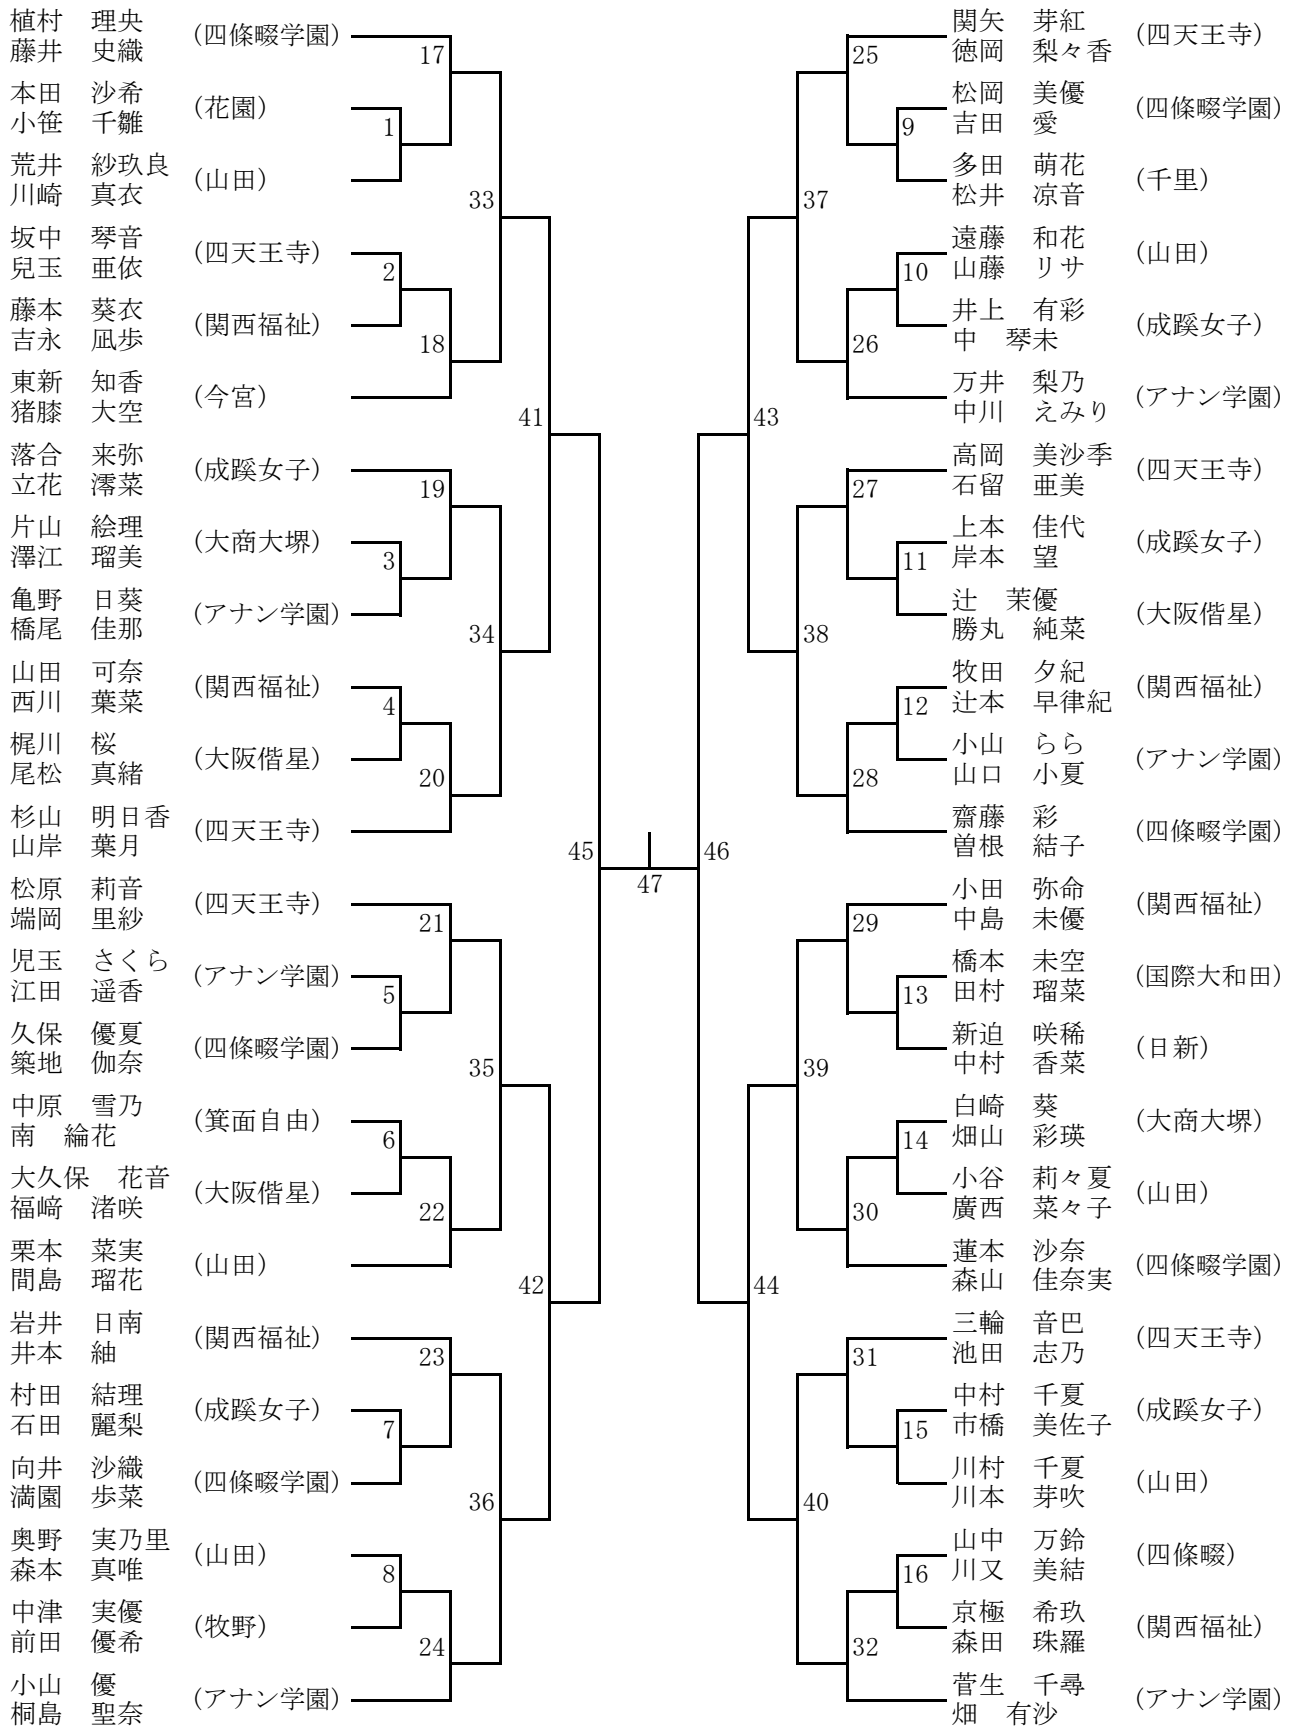 植村　理央
藤井　史織
(四條畷学園)
本田　沙希
小笹　千雛
(花園)
荒井　紗玖良
川崎　真衣
(山田)
坂中　琴音
兒玉　亜依
(四天王寺)
藤本　葵衣
吉永　凪歩
(関西福祉)
東新　知香
猪膝　大空
(今宮)
落合　来弥
立花　澪菜
(成蹊女子)
片山　絵理
澤江　瑠美
(大商大堺)
亀野　日葵
橋尾　佳那
(アナン学園)
山田　可奈
西川　葉菜
(関西福祉)
梶川　桜
尾松　真緒
(大阪偕星)
杉山　明日香
山岸　葉月
(四天王寺)
松原　莉音
端岡　里紗
(四天王寺)
児玉　さくら
江田　遥香
(アナン学園)
久保　優夏
築地　伽奈
(四條畷学園)
中原　雪乃
南　綸花
(箕面自由)
大久保　花音
福﨑　渚咲
(大阪偕星)
栗本　菜実
間島　瑠花
(山田)
岩井　日南
井本　紬
(関西福祉)
村田　結理
石田　麗梨
(成蹊女子)
向井　沙織
満園　歩菜
(四條畷学園)
奥野　実乃里
森本　真唯
(山田)
中津　実優
前田　優希
(牧野)
小山　優
桐島　聖奈
(アナン学園)
17
1
33
2
18
41
19
3
34
4
20
45
21
5
35
6
22
42
23
7
36
8
24
47
46
25
9
37
10
26
43
27
11
38
12
28
29
13
39
14
30
44
31
15
40
16
32
関矢　芽紅
徳岡　梨々香
(四天王寺)
松岡　美優
吉田　愛
(四條畷学園)
多田　萌花
松井　凉音
(千里)
遠藤　和花
山藤　リサ
(山田)
井上　有彩
中　琴未
(成蹊女子)
万井　梨乃
中川　えみり
(アナン学園)
高岡　美沙季
石留　亜美
(四天王寺)
上本　佳代
岸本　望
(成蹊女子)
辻　茉優
勝丸　純菜
(大阪偕星)
牧田　夕紀
辻本　早律紀
(関西福祉)
小山　らら
山口　小夏
(アナン学園)
齋藤　彩
曽根　結子
(四條畷学園)
小田　弥命
中島　未優
(関西福祉)
橋本　未空
田村　瑠菜
(国際大和田)
新迫　咲稀
中村　香菜
(日新)
白崎　葵
畑山　彩瑛
(大商大堺)
小谷　莉々夏
廣西　菜々子
(山田)
蓮本　沙奈
森山　佳奈実
(四條畷学園)
三輪　音巴
池田　志乃
(四天王寺)
中村　千夏
市橋　美佐子
(成蹊女子)
川村　千夏
川本　芽吹
(山田)
山中　万鈴
川又　美結
(四條畷)
京極　希玖
森田　珠羅
(関西福祉)
菅生　千尋
畑　有沙
(アナン学園)